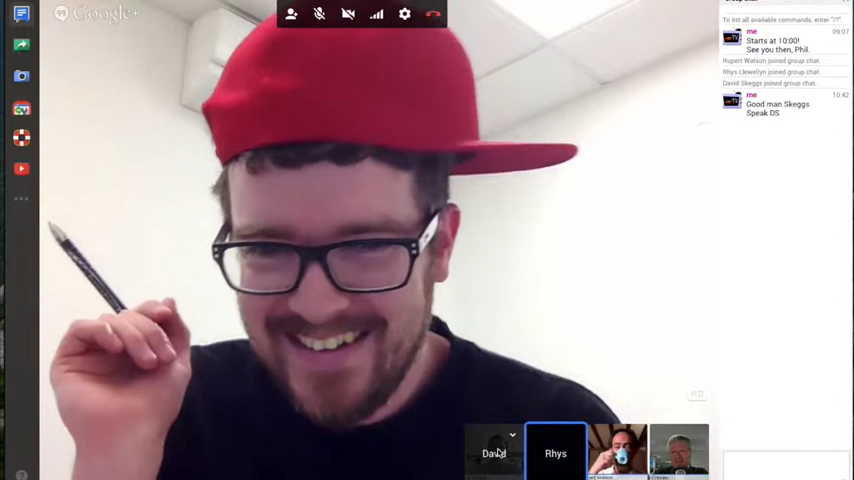 Google+
To list all available commands, enter "/?".
me 09:07
Starts at 10:00!
See you then, Phil.
Rupert Watson joined group chat.
Rhys Llewellyn joined group chat.
David Skeggs joined group chat.
me 10:42
Good man Skeggs
Speak DS
HD
David
Rhys